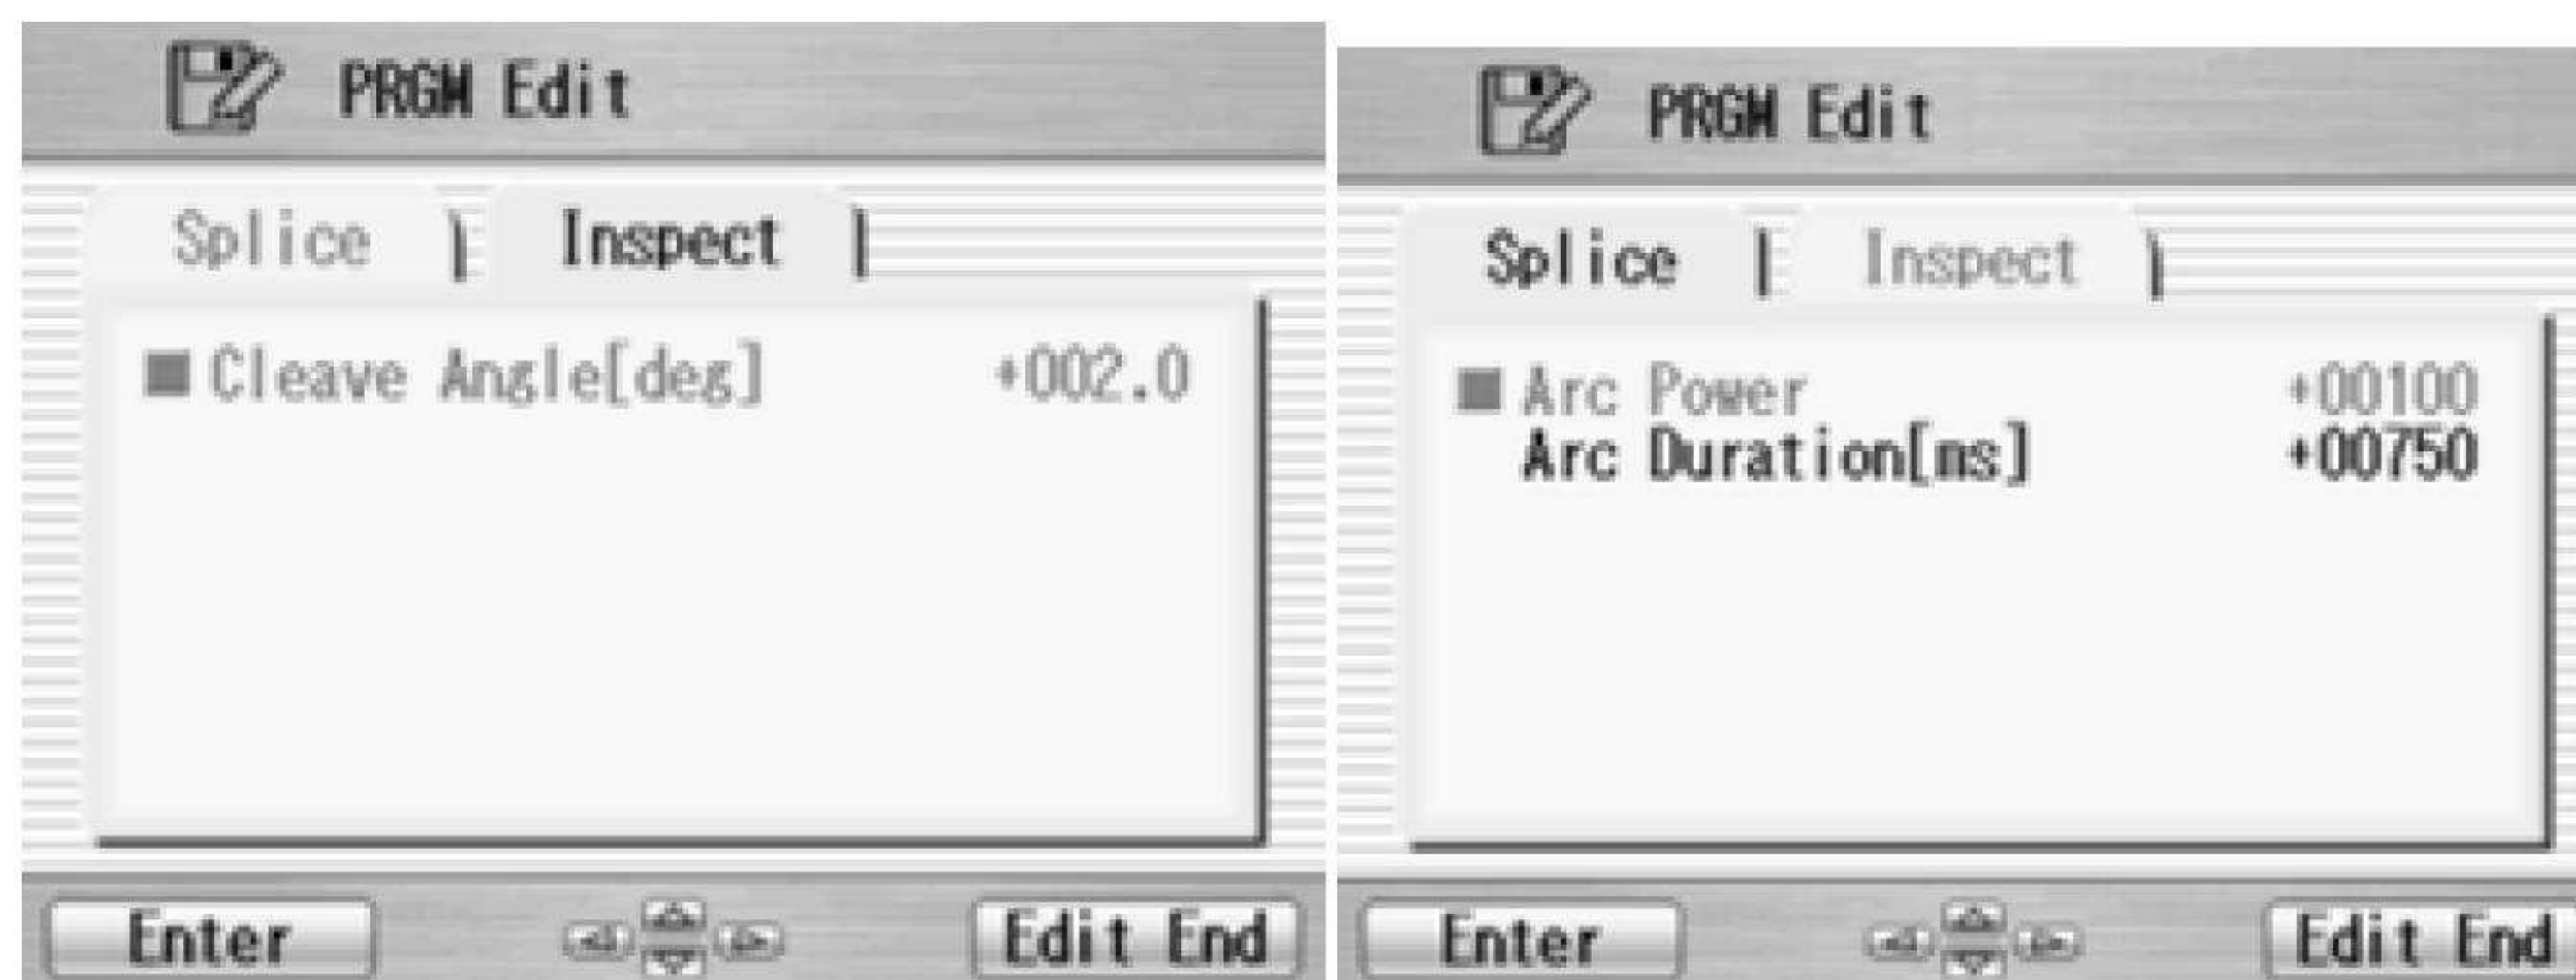 PRGM Edit
Splice Inspect
Cleave Angle[deg] +002.0
Enter Edit End
PRGM Edit
Splice Inspect
Arc Power +00100
Arc Duration[ms] +00750
Enter Edit End